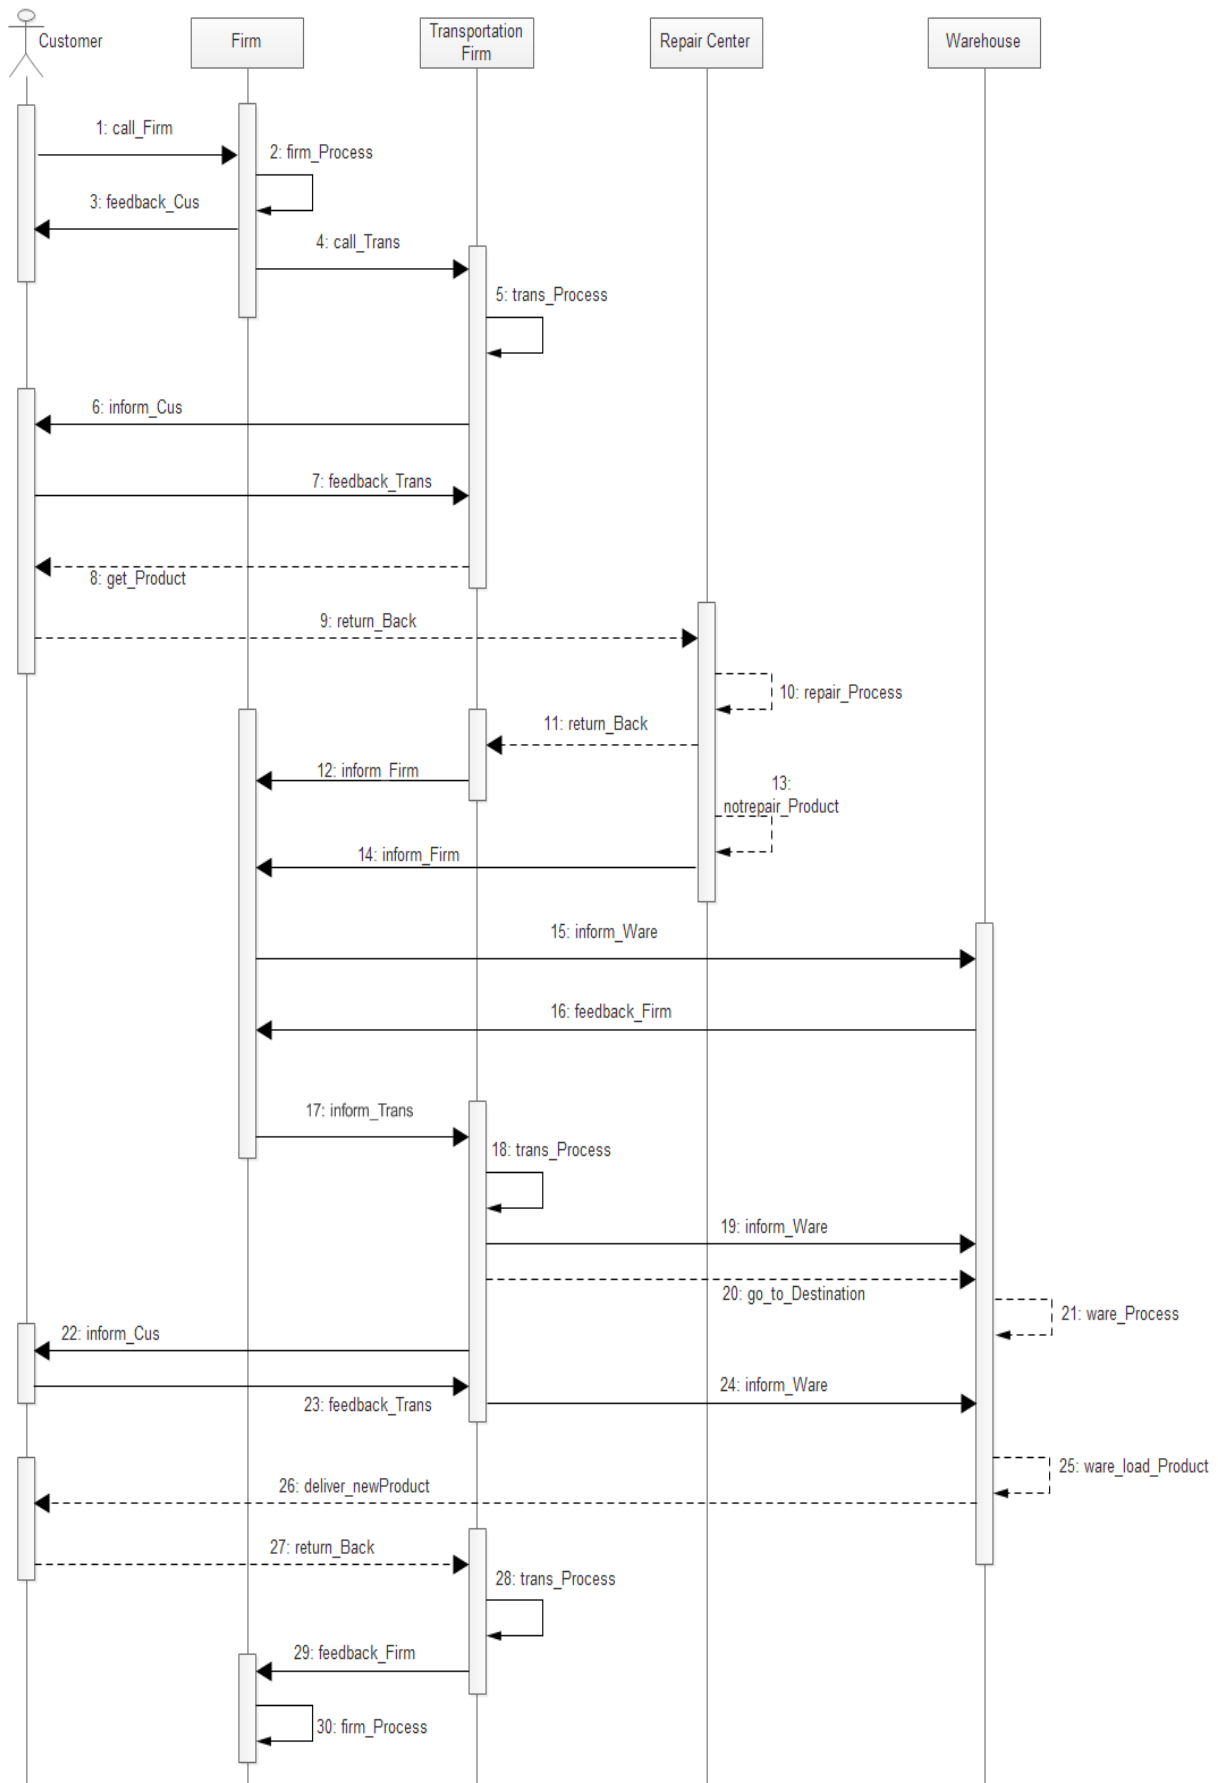 Customer
Firm
Transportation
Firm
Repair Center
Warehouse
1: call_Firm
2: firm_Process
3: feedback_Cus
4: call_Trans
5: trans_Process
6: inform_Cus
7: feedback_Trans
8: get_Product
9: return_Back
10: repair_Process
11: return_Back
12: inform_Firm
13:
notrepair_Product
14: inform_Firm
15: inform_Ware
16: feedback_Firm
17: inform_Trans
18: trans_Process
19: inform_Ware
20: go_to_Destination
21: ware_Process
22: inform_Cus
23: feedback_Trans
24: inform_Ware
25: ware_load_Product
26: deliver_newProduct
27: return_Back
28: trans_Process
29: feedback_Firm
30: firm_Process